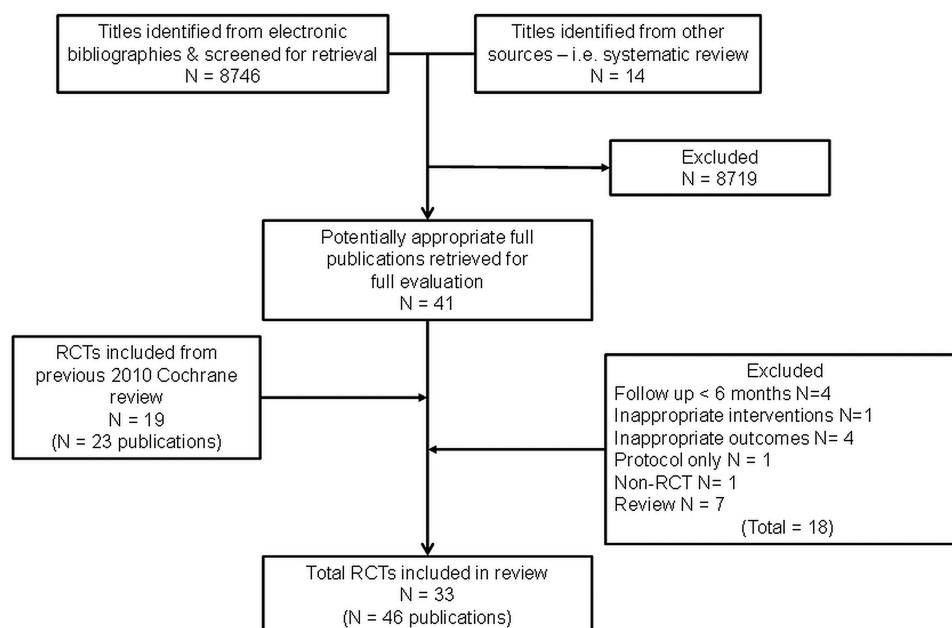 Titles identified from electronic
bibliographies & screened for retrieval
N = 8746
Titles identified from other
sources – i.e. systematic review
N = 14
Excluded
N = 8719
Potentially appropriate full
publications retrieved for
full evaluation
N = 41
RCTs included from
previous 2010 Cochrane
review
N = 19
(N = 23 publications)
Excluded
Follow up < 6 months N=4
Inappropriate interventions N=1
Inappropriate outcomes N= 4
Protocol only N = 1
Non-RCT N= 1
Review N = 7
(Total = 18)
Total RCTs included in review
N = 33
(N = 46 publications)